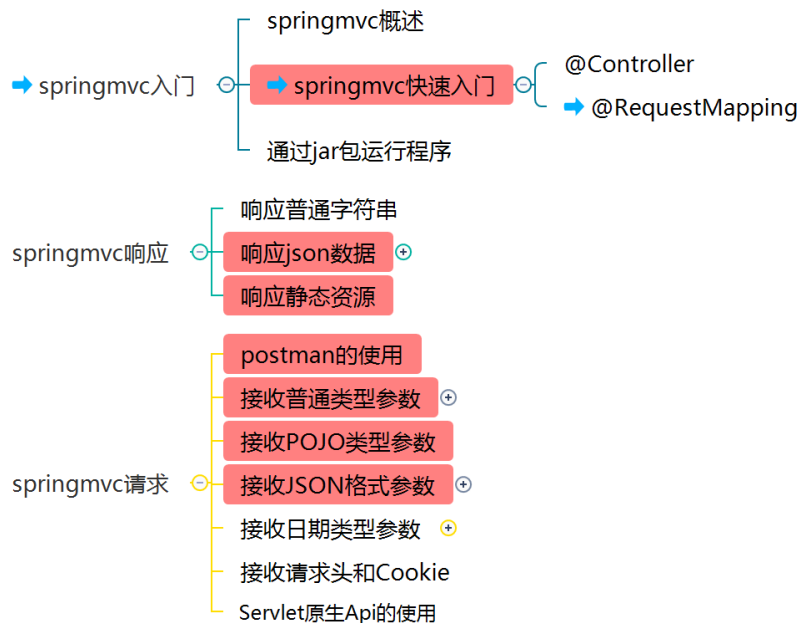 springmvc入门
springmvc概述
springmvc快速入门
@Controller
@RequestMapping
通过jar包运行程序
springmvc响应
响应普通字符串
响应json数据
响应静态资源
springmvc请求
postman的使用
接收普通类型参数
接收POJO类型参数
接收JSON格式参数
接收日期类型参数
接收请求头和Cookie
Servlet原生Api的使用